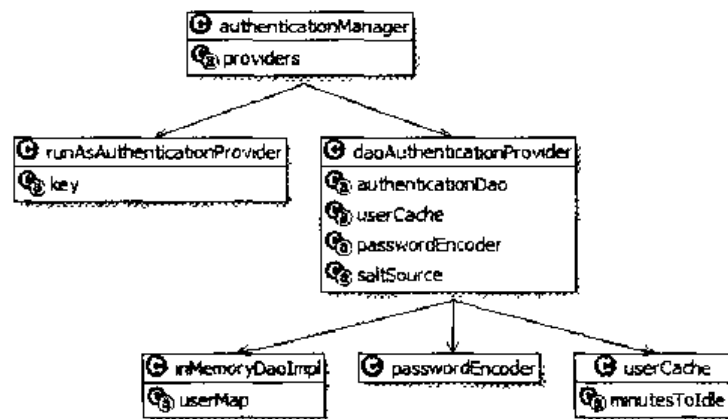 authenticationManager
providers
runAsAuthenticationProvider
key
daoAuthenticationProvider
authenticationDao
userCache
passwordEncoder
saltSource
inMemoryDaoImpl
userMap
passwordEncoder
userCache
minutesToIdle